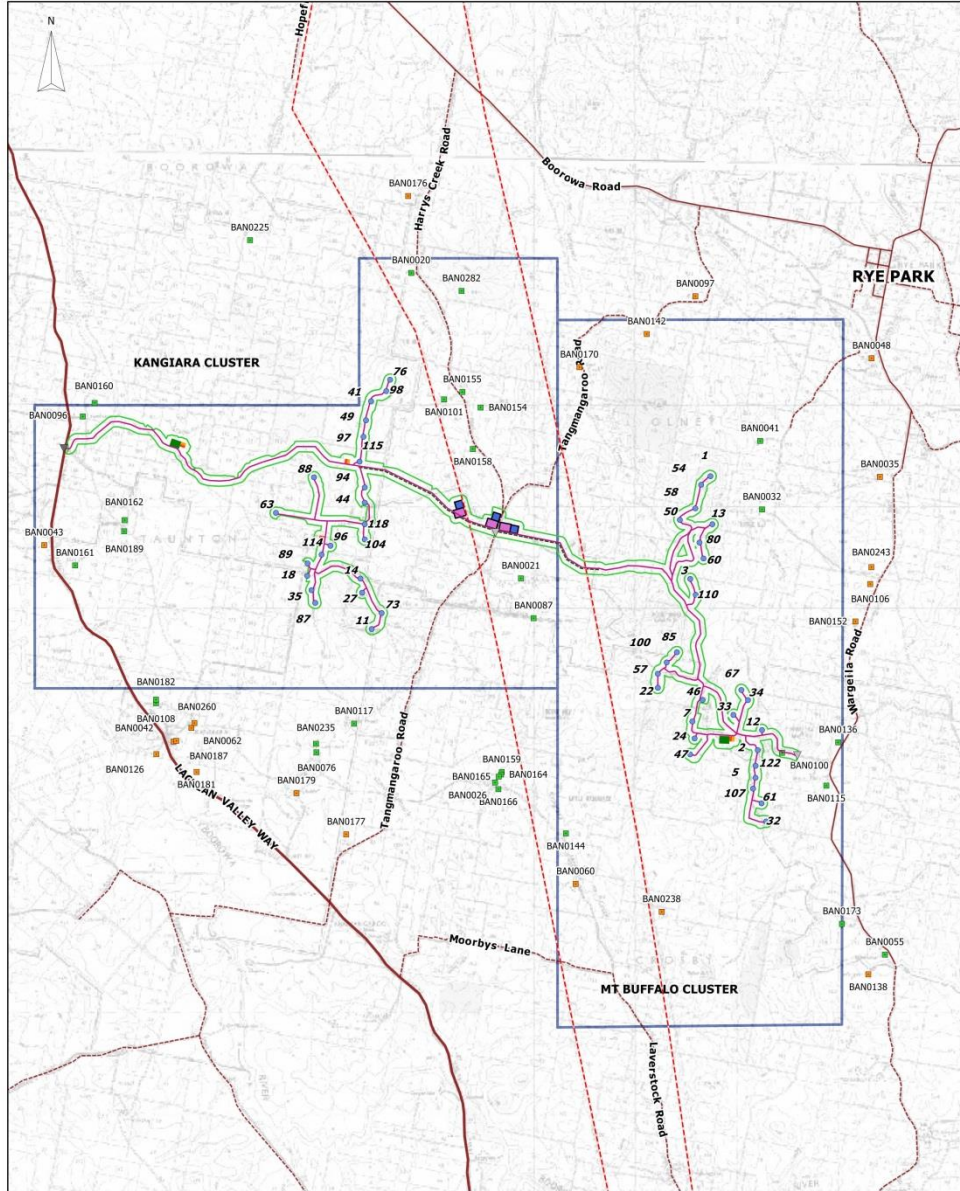 N
Hopef
Harrys Creek Road
Boorowa Road
BAN0176
BAN0225
BAN0020
BAN0282
RYE PARK
BAN0097
BAN0142
BAN0048
BAN0170
Tangmangaroo Road
KANGIARA CLUSTER
76
98
41
49
97
115
BAN0160
BAN0096
BAN0155
BAN0101
BAN0154
BAN0158
BAN0041
BAN0035
BAN0032
1
54
58
50
13
80
60
3
110
88
94
44
63
118
104
96
114
89
18
35
87
14
27
73
11
BAN0162
BAN0189
BAN0043
BAN0161
BAN0021
BAN0087
BAN0243
BAN0106
BAN0152
Wargeila Road
85
100
57
22
67
46
34
33
7
12
24
2
47
122
5
107
61
32
BAN0182
BAN0108
BAN0260
BAN0042
BAN0062
BAN0126
BAN0187
BAN0181
BAN0235
BAN0117
BAN0076
BAN0179
BAN0177
Tangmangaroo Road
LACHLAN VALLEY WAY
BAN0159
BAN0165
BAN0164
BAN0026
BAN0166
BAN0136
BAN0100
BAN0115
BAN0144
BAN0060
BAN0238
BAN0173
BAN0055
BAN0138
Moorbys Lane
MT BUFFALO CLUSTER
Laverstock Road